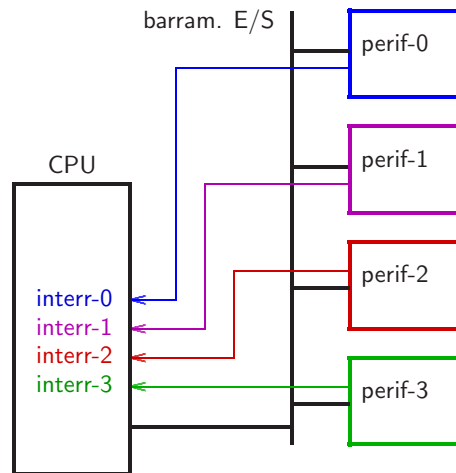 barram. E/S
perif-0
perif-1
CPU
perif-2
interr-0
interr-1
interr-2
interr-3
perif-3